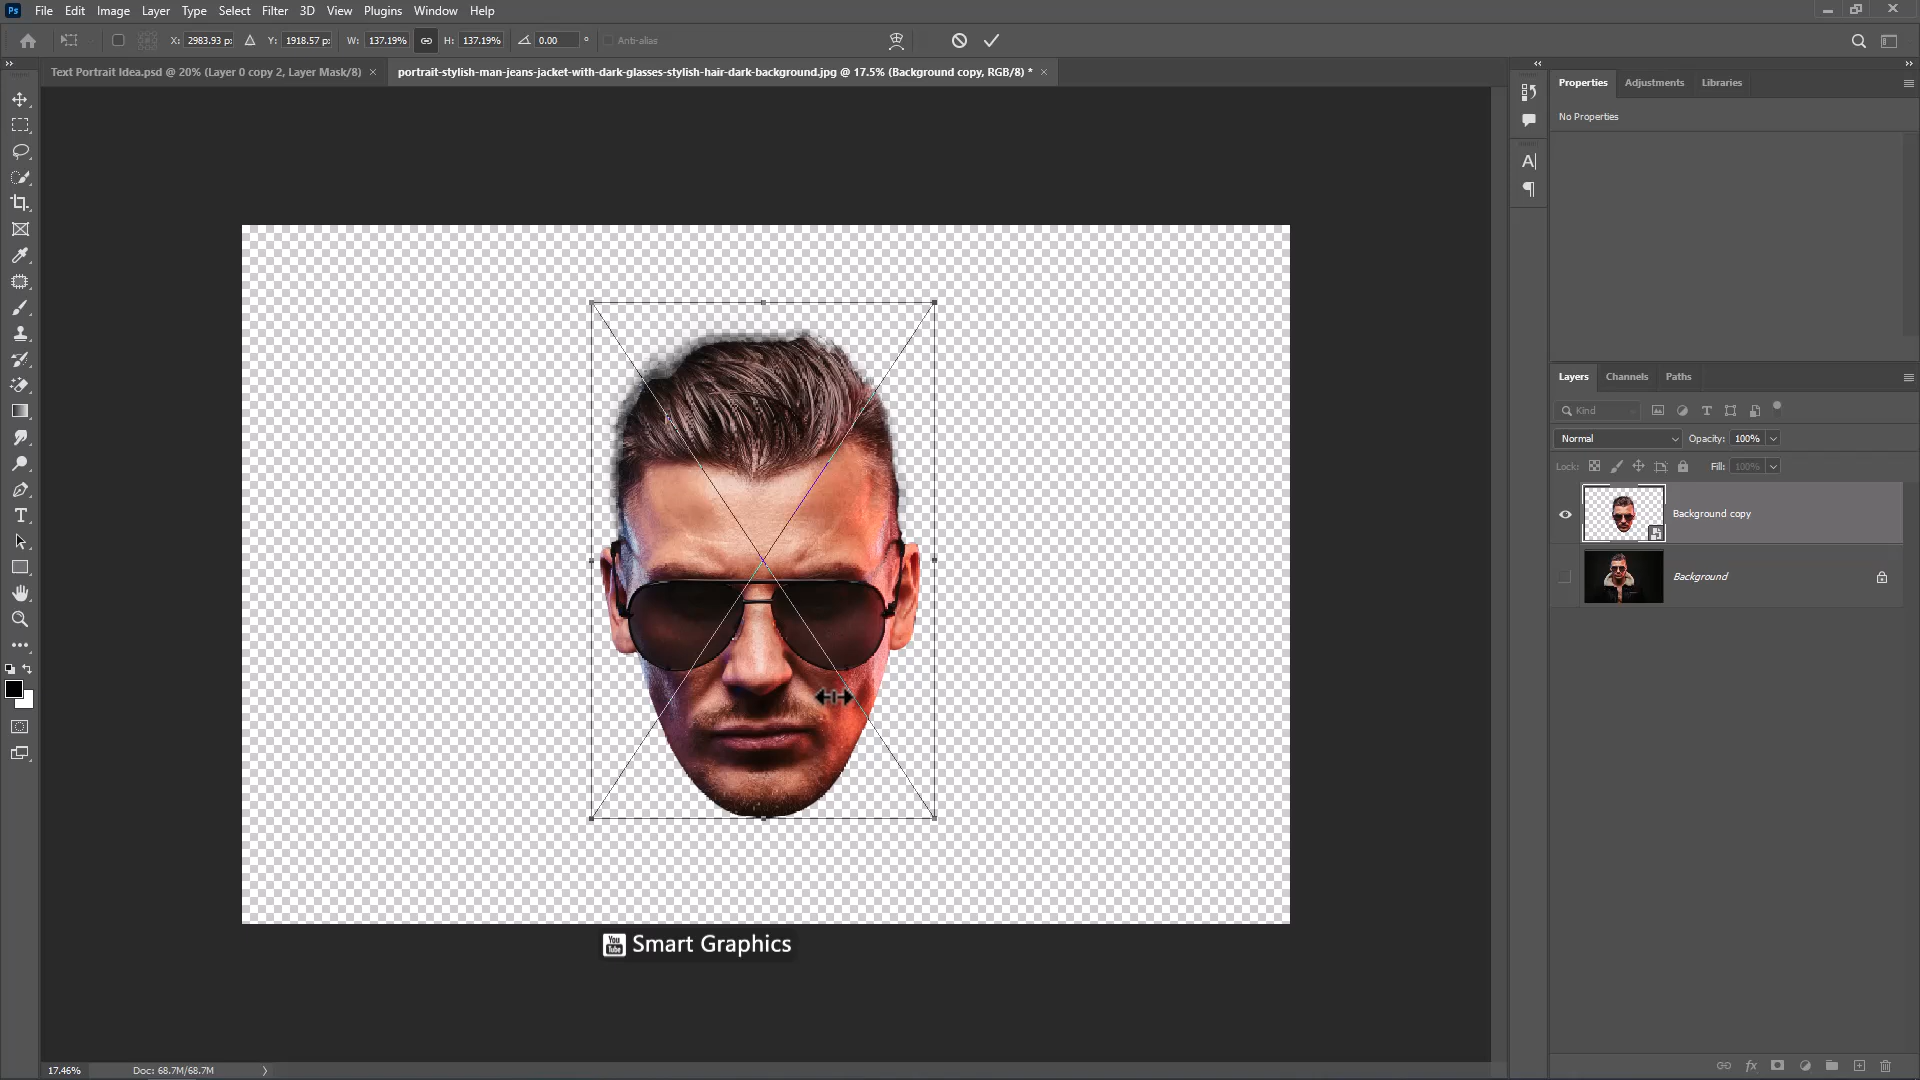 Ps File Edit Image Layer Type Select Filter 3D View Plugins Window Help
X: 2983.93 p: Y: 1918.57 p: W: 137.19% H: 137.19% 0.00 ° Anti-alias
Text Portrait Idea.psd @ 20% (Layer 0 copy 2, Layer Mask/8) × portrait-stylish-man-jeans-jacket-with-dark-glasses-stylish-hair-dark-background.jpg @ 17.5% (Background copy, RGB/8) * ×
Properties Adjustments Libraries
No Properties
Layers Channels Paths
Kind
Normal Opacity: 100%
Lock: Fill: 100%
Background copy
Background
You Tube Smart Graphics
17.46% Doc: 68.7M/68.7M